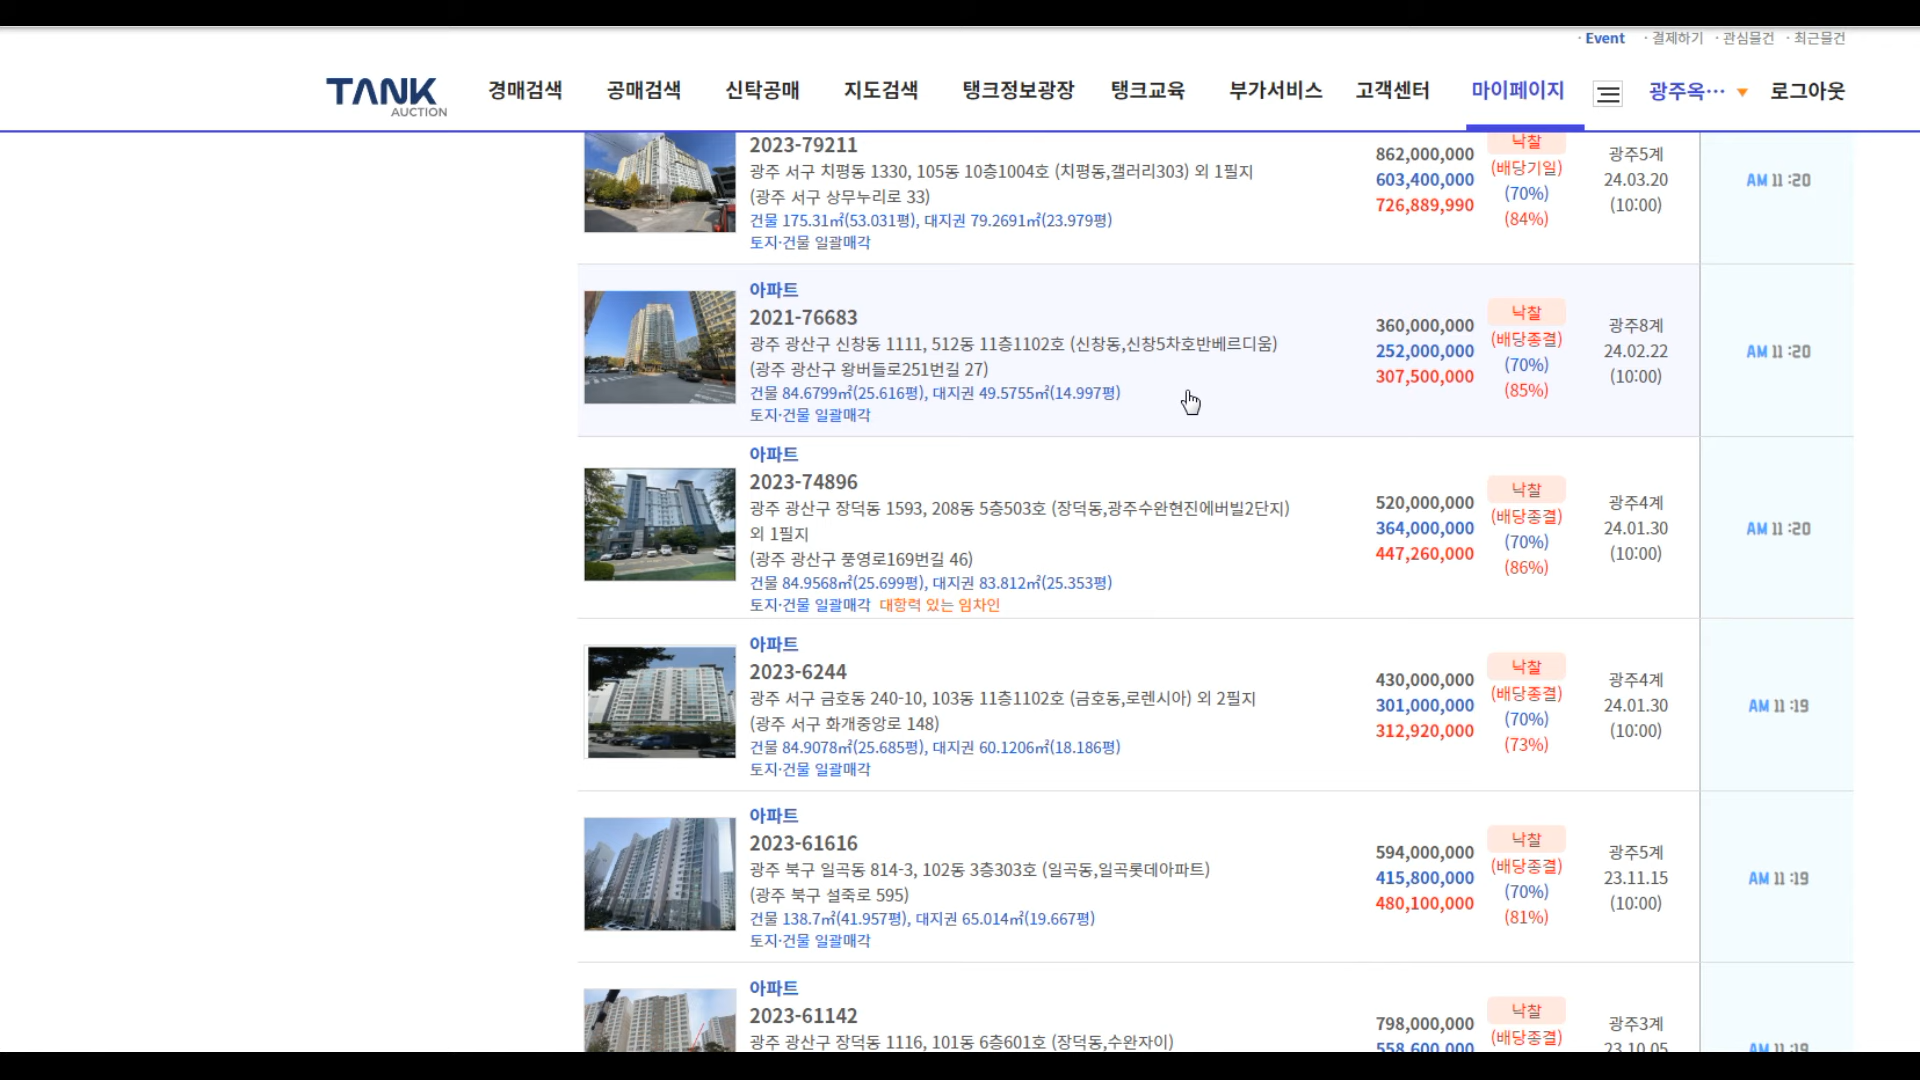 · Event · 결제하기 · 관심물건 · 최근물건
TANK AUCTION 경매검색 공매검색 신탁공매 지도검색 탱크정보광장 탱크교육 부가서비스 고객센터 마이페이지 광주옥··· 로그아웃
2023-79211
광주 서구 치평동 1330, 105동 10층1004호 (치평동,갤러리303) 외 1필지
(광주 서구 상무누리로 33)
건물 175.31㎡(53.031평), 대지권 79.2691㎡(23.979평)
토지·건물 일괄매각
862,000,000
603,400,000
726,889,990
낙찰
(배당기일)
(70%)
(84%)
광주5계
24.03.20
(10:00)
AM 11:20
아파트
2021-76683
광주 광산구 신창동 1111, 512동 11층1102호 (신창동,신창5차호반베르디움)
(광주 광산구 왕버들로251번길 27)
건물 84.6799㎡(25.616평), 대지권 49.5755㎡(14.997평)
토지·건물 일괄매각
360,000,000
252,000,000
307,500,000
낙찰
(배당종결)
(70%)
(85%)
광주8계
24.02.22
(10:00)
AM 11:20
아파트
2023-74896
광주 광산구 장덕동 1593, 208동 5층503호 (장덕동,광주수완현진에버빌2단지)
외 1필지
(광주 광산구 풍영로169번길 46)
건물 84.9568㎡(25.699평), 대지권 83.812㎡(25.353평)
토지·건물 일괄매각 대항력 있는 임차인
520,000,000
364,000,000
447,260,000
낙찰
(배당종결)
(70%)
(86%)
광주4계
24.01.30
(10:00)
AM 11:20
아파트
2023-6244
광주 서구 금호동 240-10, 103동 11층1102호 (금호동,로렌시아) 외 2필지
(광주 서구 화개중앙로 148)
건물 84.9078㎡(25.685평), 대지권 60.1206㎡(18.186평)
토지·건물 일괄매각
430,000,000
301,000,000
312,920,000
낙찰
(배당종결)
(70%)
(73%)
광주4계
24.01.30
(10:00)
AM 11:19
아파트
2023-61616
광주 북구 일곡동 814-3, 102동 3층303호 (일곡동,일곡롯데아파트)
(광주 북구 설죽로 595)
건물 138.7㎡(41.957평), 대지권 65.014㎡(19.667평)
토지·건물 일괄매각
594,000,000
415,800,000
480,100,000
낙찰
(배당종결)
(70%)
(81%)
광주5계
23.11.15
(10:00)
AM 11:19
아파트
2023-61142
광주 광산구 장덕동 1116, 101동 6층601호 (장덕동,수완자이)
798,000,000
558,600,000
낙찰
(배당종결)
광주3계
23.10.05
AM 11:19